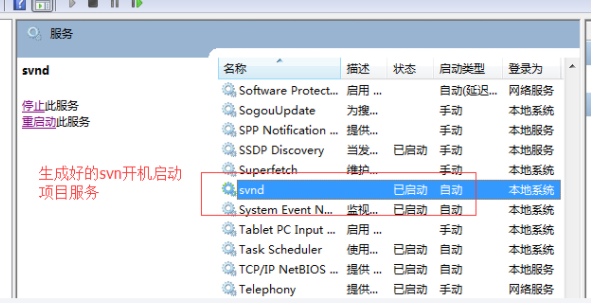 服务
svnd
停止此服务
重启动此服务
生成好的svn开机启动
项目服务
名称 描述 状态 启动类型 登录为
Software Protect... 启用 ... 自动(延迟... 网络服务
SogouUpdate 为搜... 手动 本地系统
SPP Notification ... 提供... 手动 本地服务
SSDP Discovery 当发... 已启动 手动 本地服务
Superfetch 维护... 手动 本地系统
svnd 已启动 自动 本地系统
System Event N... 监视... 已启动 自动 本地系统
Tablet PC Input ... 启用 ... 手动 本地系统
Task Scheduler 使用... 已启动 自动 本地系统
TCP/IP NetBIOS ... 提供 ... 已启动 自动 本地服务
Telephony 提供 ... 已启动 手动 网络服务